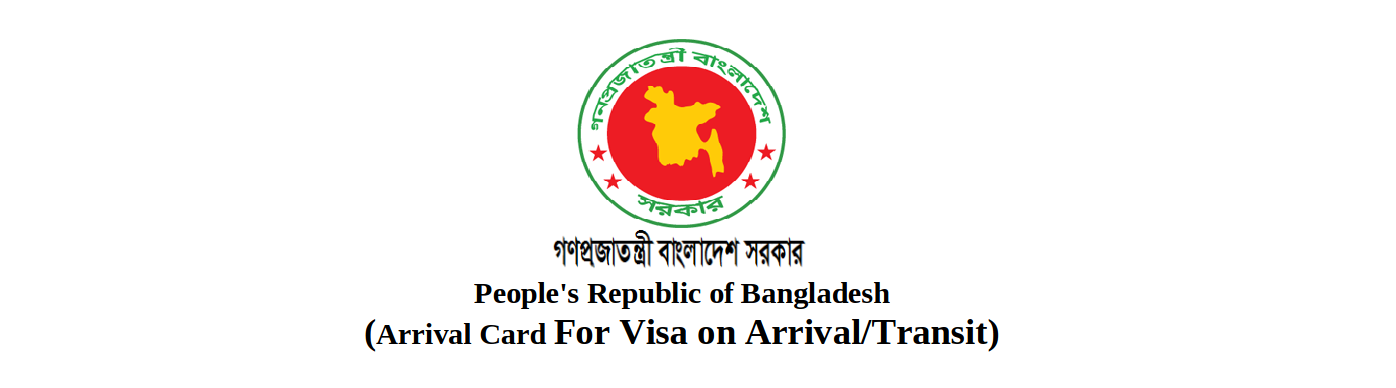 গণপ্রজাতন্ত্রী বাংলাদেশ
সরকার
গণপ্রজাতন্ত্রী বাংলাদেশ সরকার
People's Republic of Bangladesh
(Arrival Card For Visa on Arrival/Transit)